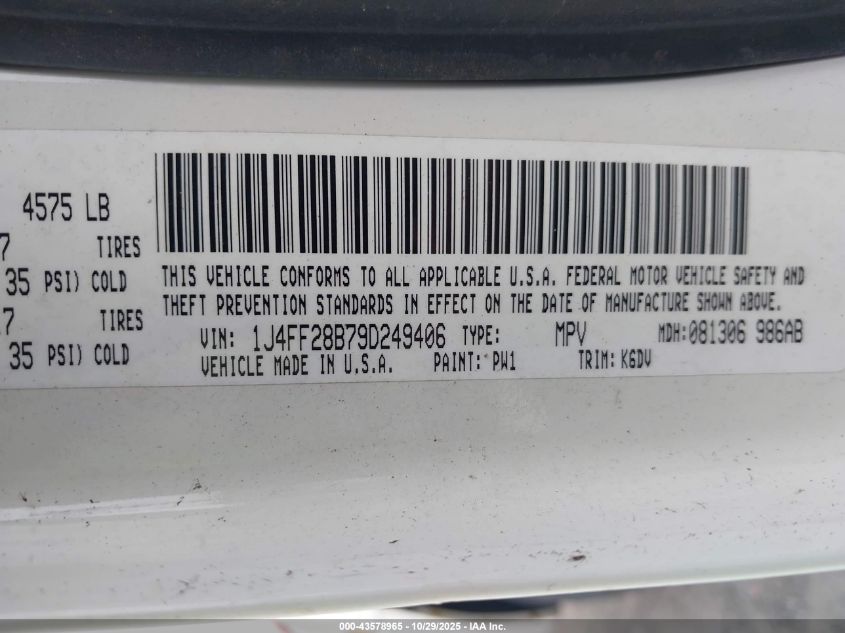 4575 LB
7 TIRES
35 PSI) COLD
7 TIRES
35 PSI) COLD
THIS VEHICLE CONFORMS TO ALL APPLICABLE U.S.A. FEDERAL MOTOR VEHICLE SAFETY AND
THEFT PREVENTION STANDARDS IN EFFECT ON THE DATE OF MANUFACTURE SHOWN ABOVE.
VIN: 1J4FF28B79D249406 TYPE: MPV MDH:081306 986AB
VEHICLE MADE IN U.S.A. PAINT: PW1 TRIM: K6DV
000-43578965 - 10/29/2025 - IAA Inc.